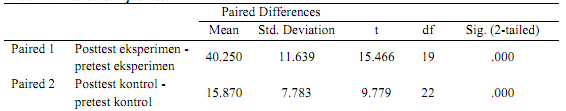 Paired Differences
Mean Std. Deviation t df Sig. (2-tailed)
Paired 1 Posttest eksperimen - pretest eksperimen 40.250 11.639 15.466 19 .000
Paired 2 Posttest kontrol - pretest kontrol 15.870 7.783 9.779 22 .000